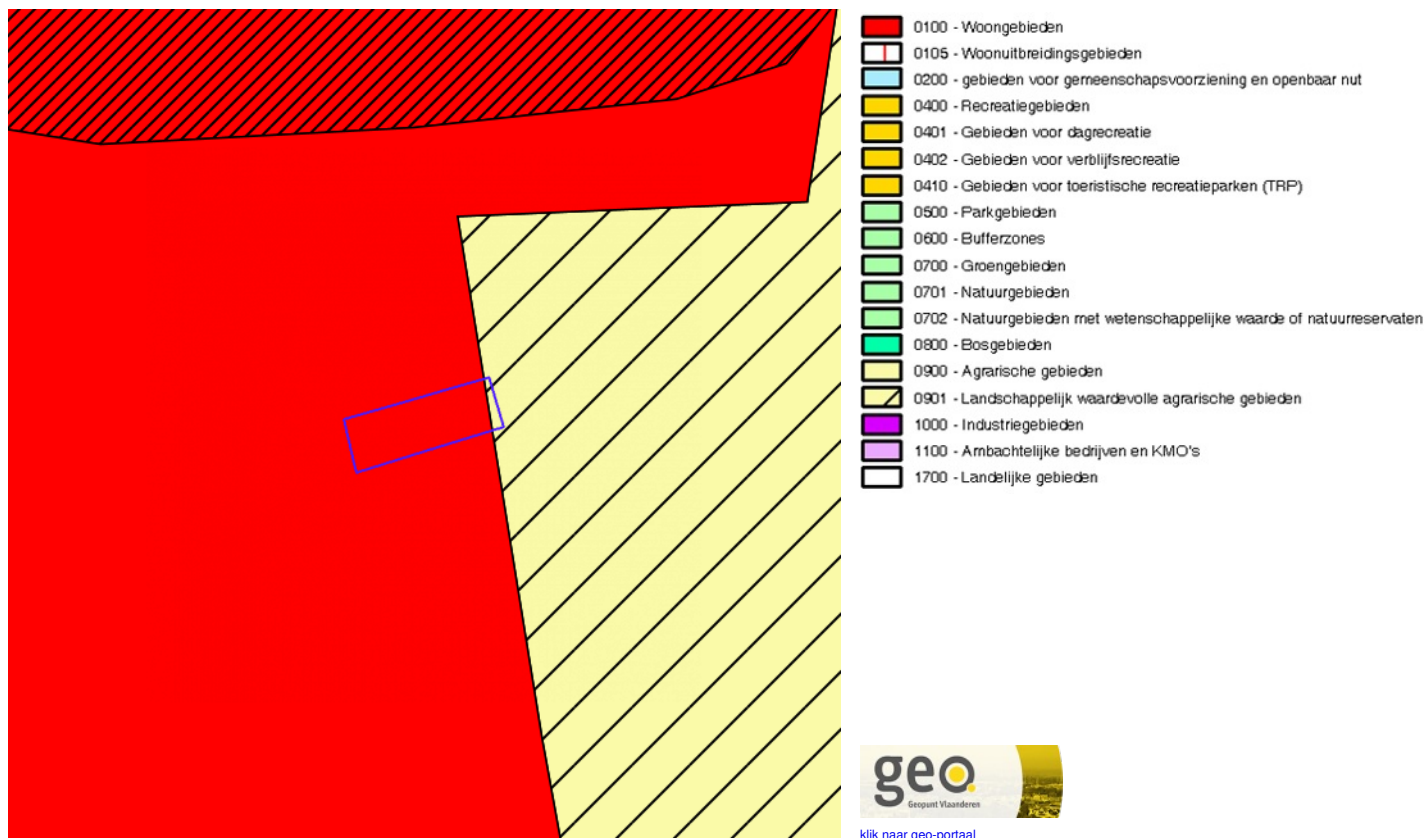 0100 - Woongebieden
0105 - Woonuitbreidingsgebieden
0200 - gebieden voor gemeenschapsvoorziening en openbaar nut
0400 - Recreatiegebieden
0401 - Gebieden voor dagrecreatie
0402 - Gebieden voor verblijfsrecreatie
0410 - Gebieden voor toeristische recreatieparken (TRP)
0500 - Parkgebieden
0600 - Bufferzones
0700 - Groengebieden
0701 - Natuurgebieden
0702 - Natuurgebieden met wetenschappelijke waarde of natuurreservaten
0800 - Bosgebieden
0900 - Agrarische gebieden
0901 - Landschappelijk waardevolle agrarische gebieden
1000 - Industriegebieden
1100 - Ambachtelijke bedrijven en KMO's
1700 - Landelijke gebieden
geo
Geopunt Vlaanderen
klik naar geo-portaal